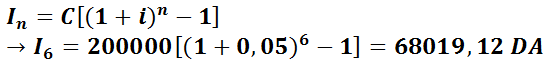 Iₙ = C[(1 + i)ⁿ − 1]
→ I₆ = 200000[(1 + 0,05)⁶ − 1] = 68019,12 DA